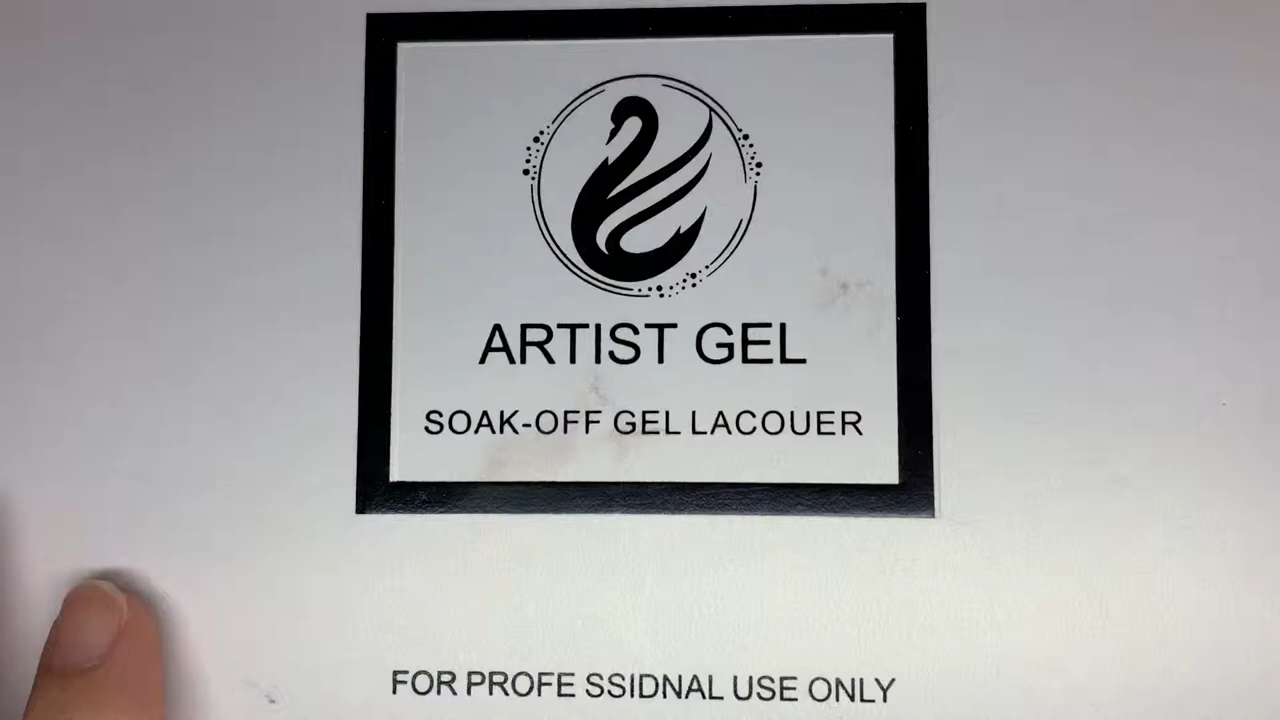 ARTIST GEL
SOAK-OFF GEL LACOUER
FOR PROFE SSIDNAL USE ONLY